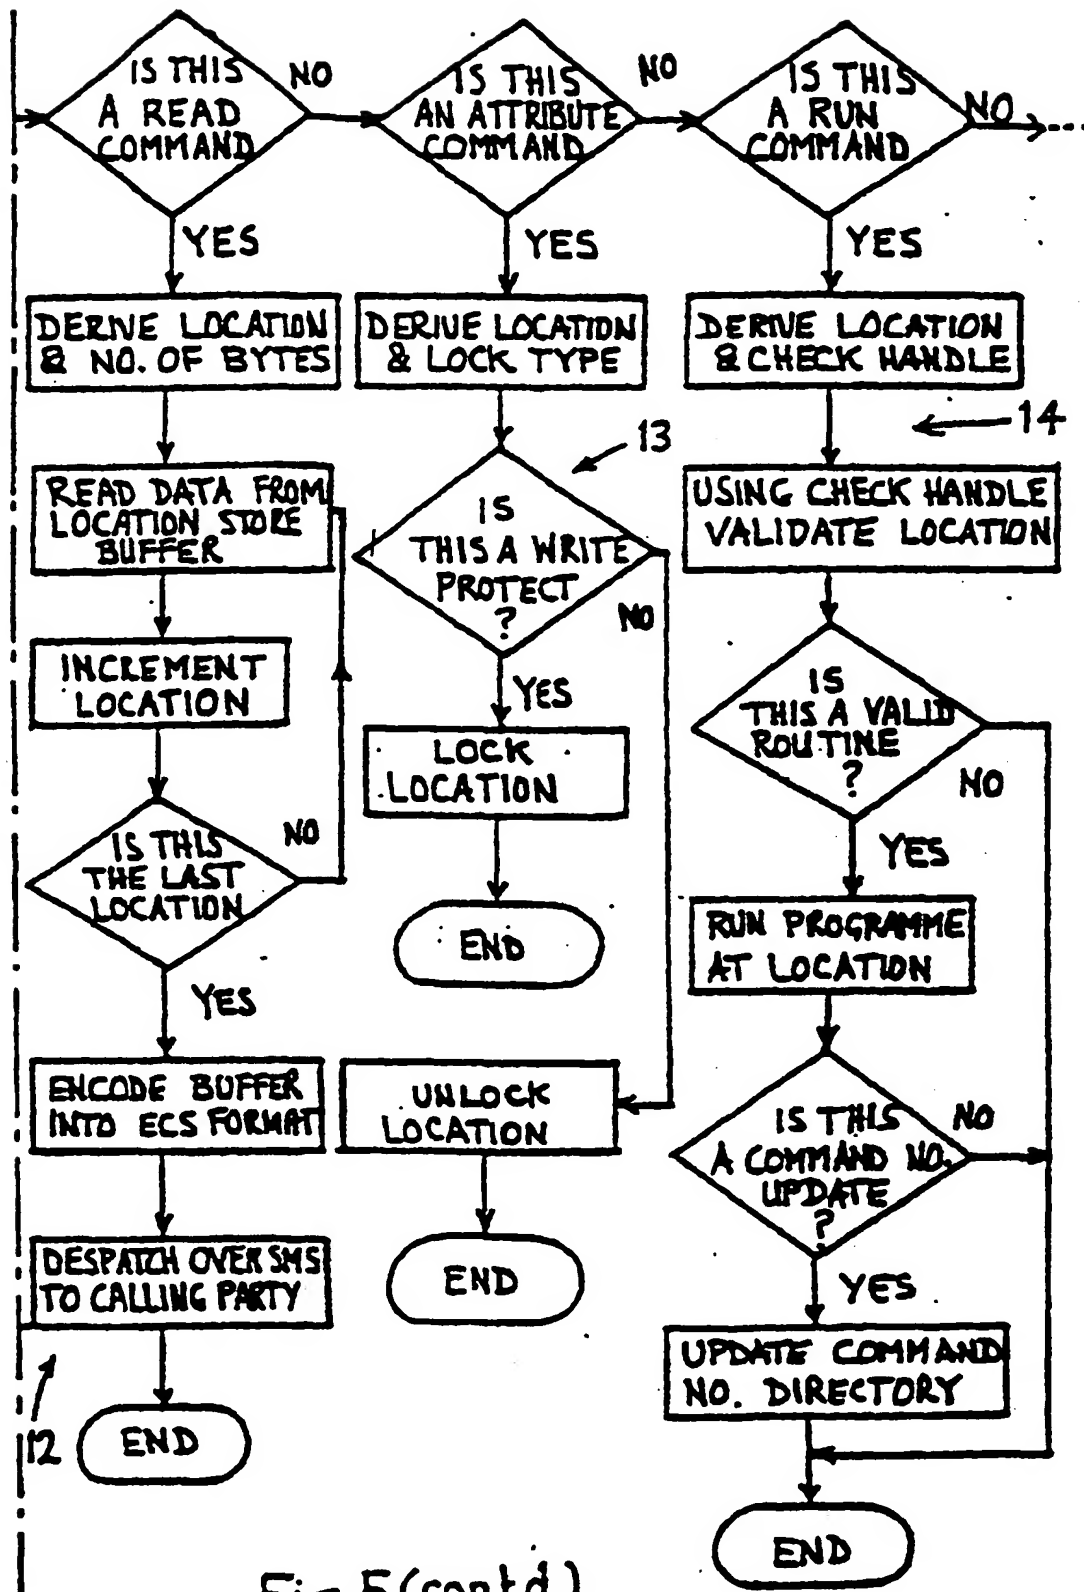 IS THIS
A READ
COMMAND
NO
IS THIS
AN ATTRIBUTE
COMMAND
NO
IS THIS
A RUN
COMMAND
NO
YES
YES
YES
DERIVE LOCATION
& NO. OF BYTES
DERIVE LOCATION
& LOCK TYPE
DERIVE LOCATION
& CHECK HANDLE
13
14
READ DATA FROM
LOCATION STORE
BUFFER
IS
THIS A WRITE
PROTECT
?
NO
USING CHECK HANDLE
VALIDATE LOCATION
INCREMENT
LOCATION
YES
LOCK
LOCATION
IS
THIS A VALID
ROUTINE
?
NO
IS THIS
THE LAST
LOCATION
NO
YES
END
YES
RUN PROGRAMME
AT LOCATION
ENCODE BUFFER
INTO ECS FORMAT
UNLOCK
LOCATION
IS THIS
A COMMAND NO.
UPDATE
?
NO
DESPATCH OVER SMS
TO CALLING PARTY
END
YES
UPDATE COMMAND
NO. DIRECTORY
12
END
END
Fig 5 (contd)